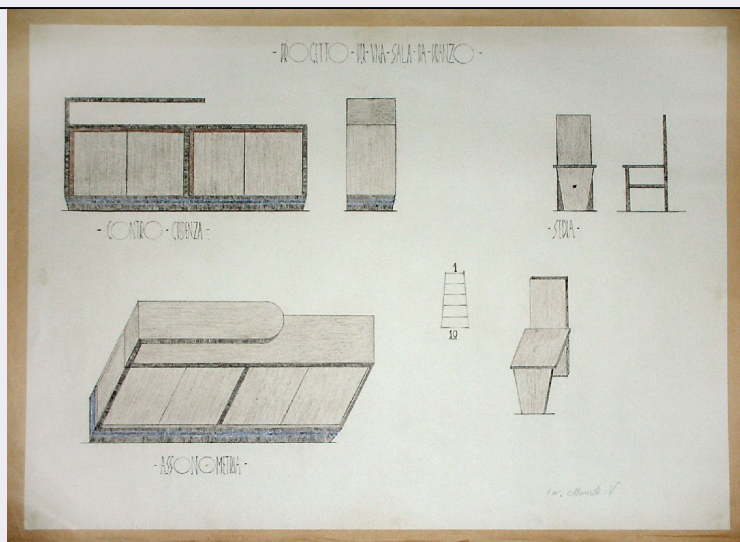 - PROGETTO - PER - UNA - SALA - DA - PRANZO -
- CONTRO - CREDENZA -
- SEDIA -
1
10
- ASSONOMETRIA -